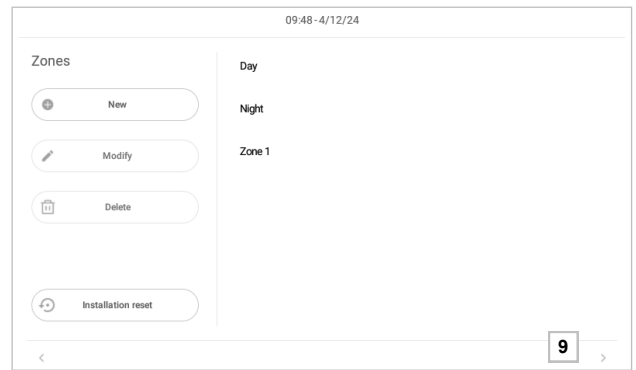 09:48-4/12/24
Zones
New
Modify
Delete
Installation reset
Day
Night
Zone 1
9